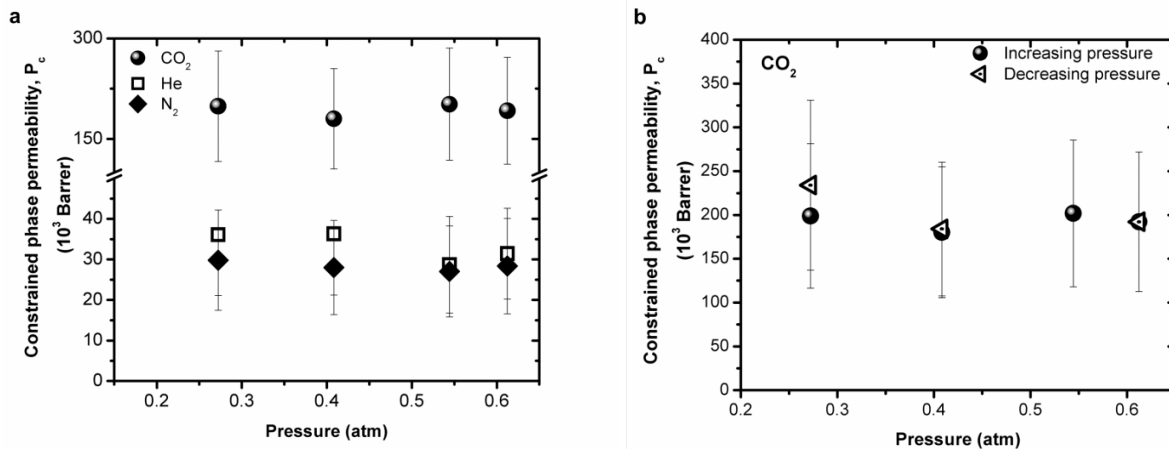 a
Constrained phase permeability, Pc
(10³ Barrer)
300
150
40
30
20
10
0
CO₂
He
N₂
0.2 0.3 0.4 0.5 0.6
Pressure (atm)
b
Constrained phase permeability, Pc
(10³ Barrer)
400
350
300
250
200
150
100
50
0
CO₂
Increasing pressure
Decreasing pressure
0.2 0.3 0.4 0.5 0.6
Pressure (atm)